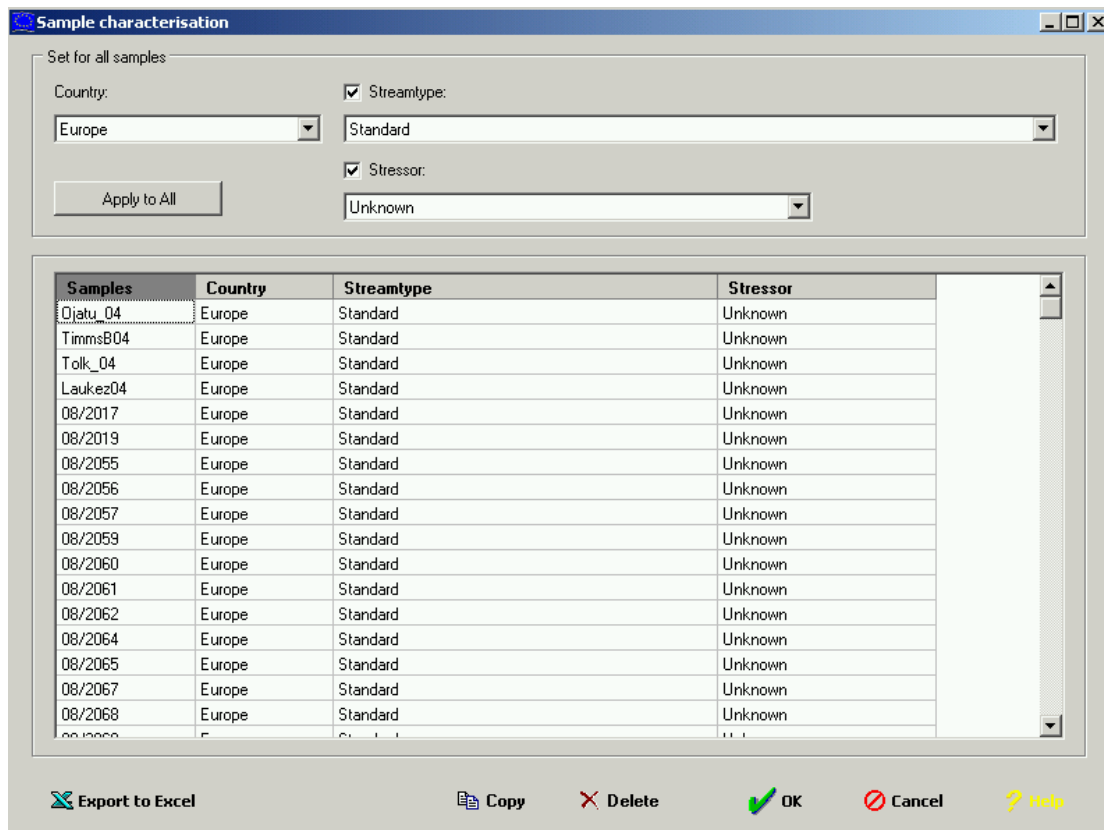 Sample characterisation
Set for all samples
Country:
Streamtype:
Europe
Standard
Stressor:
Apply to All
Unknown
Samples Country Streamtype Stressor
Ojatu_04 Europe Standard Unknown
TimmsB04 Europe Standard Unknown
Tolk_04 Europe Standard Unknown
Laukez04 Europe Standard Unknown
08/2017 Europe Standard Unknown
08/2019 Europe Standard Unknown
08/2055 Europe Standard Unknown
08/2056 Europe Standard Unknown
08/2057 Europe Standard Unknown
08/2059 Europe Standard Unknown
08/2060 Europe Standard Unknown
08/2061 Europe Standard Unknown
08/2062 Europe Standard Unknown
08/2064 Europe Standard Unknown
08/2065 Europe Standard Unknown
08/2067 Europe Standard Unknown
08/2068 Europe Standard Unknown
Export to Excel Copy Delete OK Cancel Help